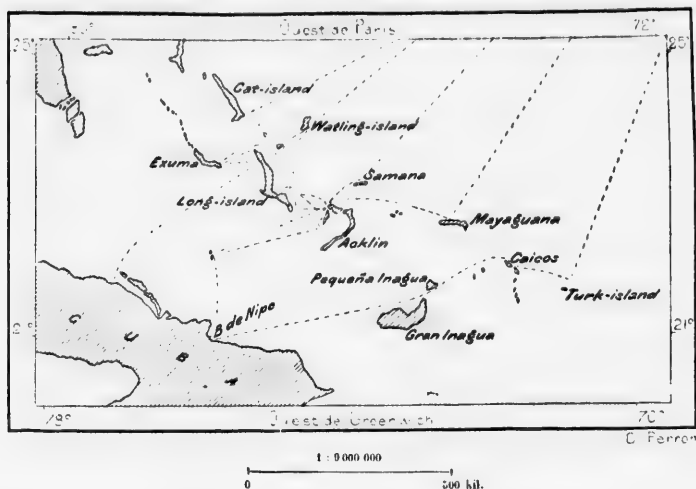 Ouest de Paris
72°
25°
25°
Cat-island
Watling-island
Exuma
Samana
Long-island
Mayaguana
Acklin
Caicos
Pequeña Inagua
Turk-island
B de Nipo
CUBA
Gran Inagua
21°
79°
Ouest de Greenwich
70°
C. Perron
1 : 9 000 000
0 500 kil.